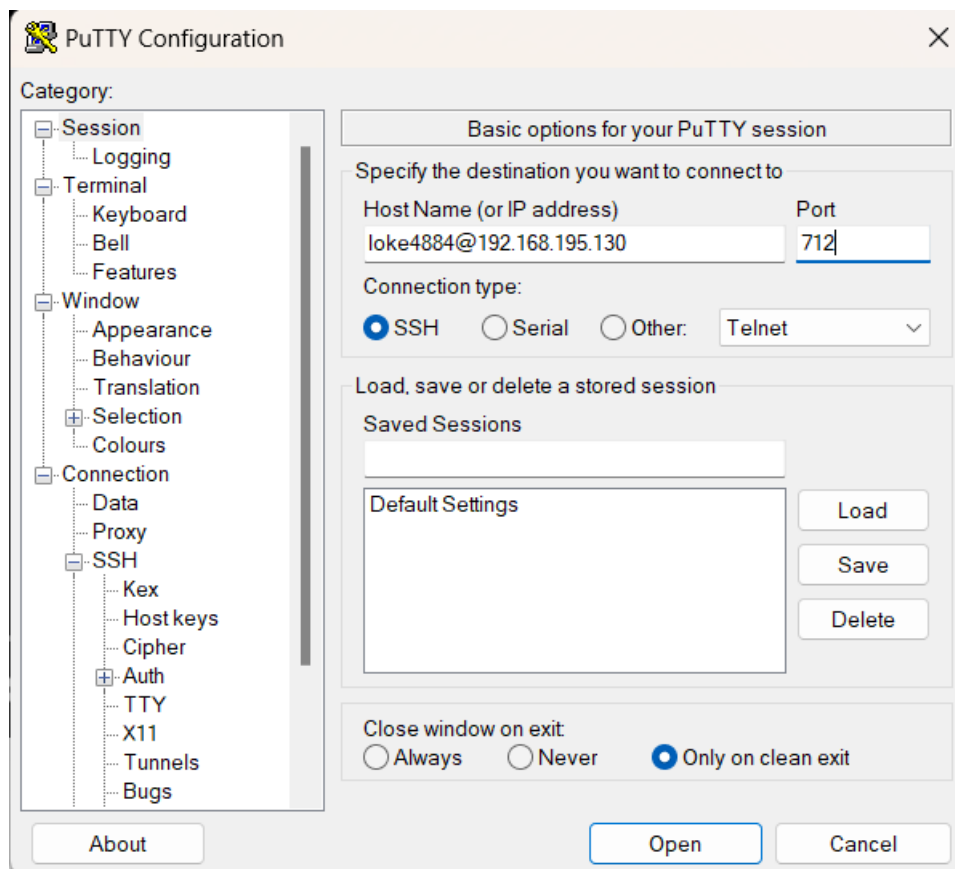 PuTTY Configuration
Category:
Session
Logging
Terminal
Keyboard
Bell
Features
Window
Appearance
Behaviour
Translation
Selection
Colours
Connection
Data
Proxy
SSH
Kex
Host keys
Cipher
Auth
TTY
X11
Tunnels
Bugs
Basic options for your PuTTY session
Specify the destination you want to connect to
Host Name (or IP address) Port
loke4884@192.168.195.130 712
Connection type:
SSH Serial Other: Telnet
Load, save or delete a stored session
Saved Sessions
Default Settings
Load
Save
Delete
Close window on exit:
Always Never Only on clean exit
About Open Cancel